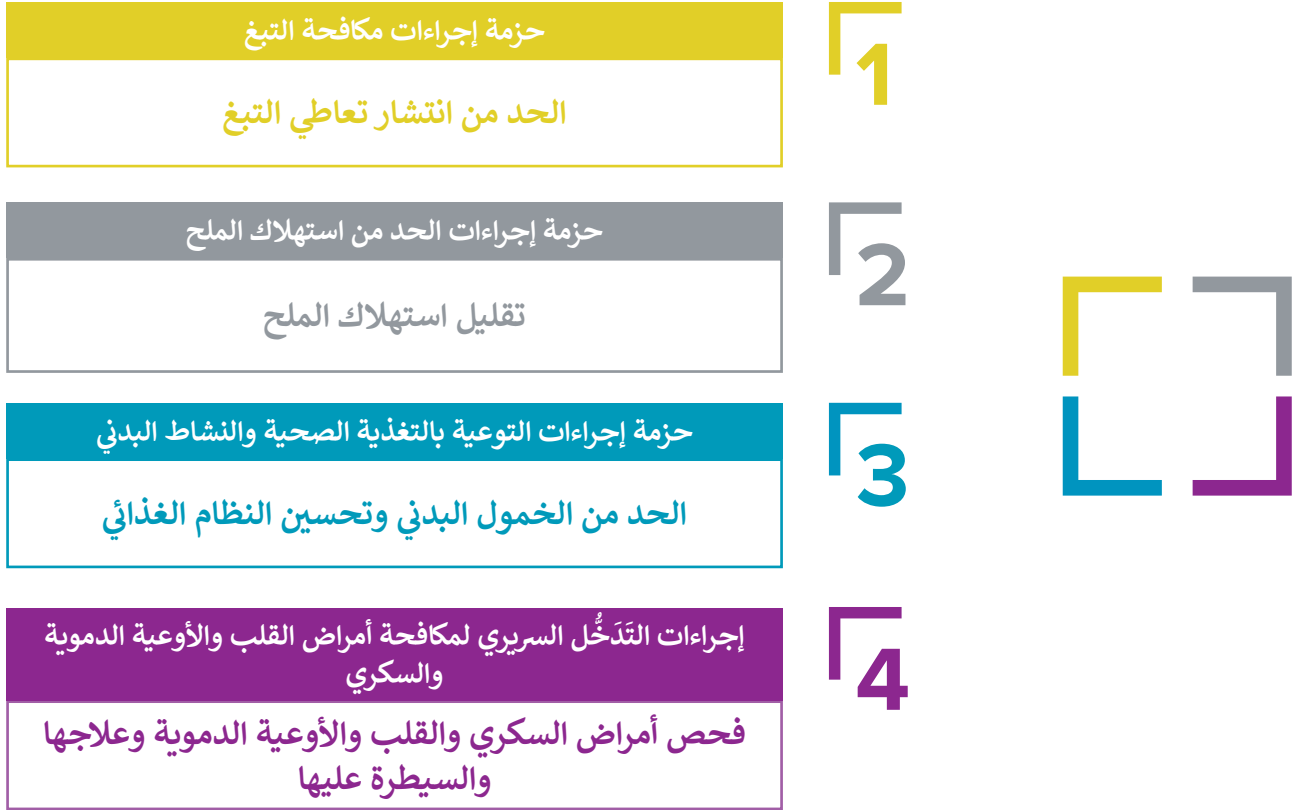 1
حزمة إجراءات مكافحة التبغ
الحد من انتشار تعاطي التبغ
2
حزمة إجراءات الحد من استهلاك الملح
تقليل استهلاك الملح
3
حزمة إجراءات التوعية بالتغذية الصحية والنشاط البدني
الحد من الخمول البدني وتحسين النظام الغذائي
4
إجراءات التَدَخُّل السريري لمكافحة أمراض القلب والأوعية الدموية
والسكري
فحص أمراض السكري والقلب والأوعية الدموية وعلاجها
والسيطرة عليها